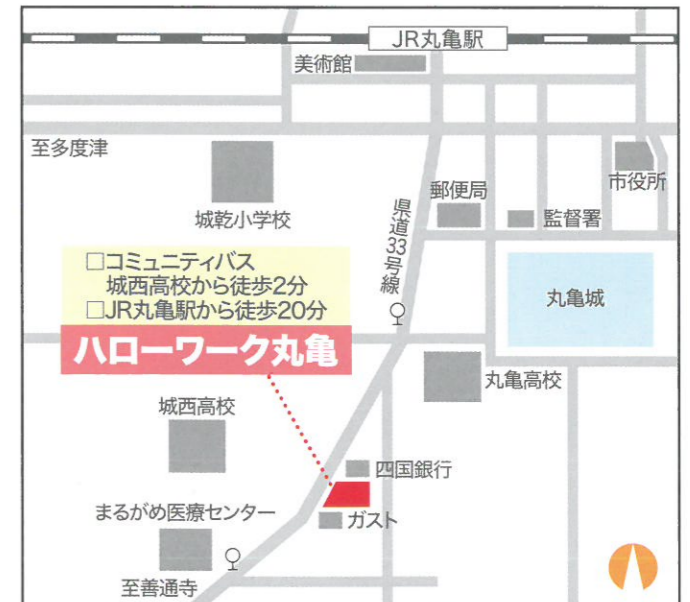 JR丸亀駅
美術館
至多度津
城乾小学校
県道33号線
郵便局
監督署
市役所
□コミュニティバス
城西高校から徒歩2分
□JR丸亀駅から徒歩20分
ハローワーク丸亀
丸亀城
丸亀高校
城西高校
四国銀行
まるがめ医療センター
ガスト
至善通寺